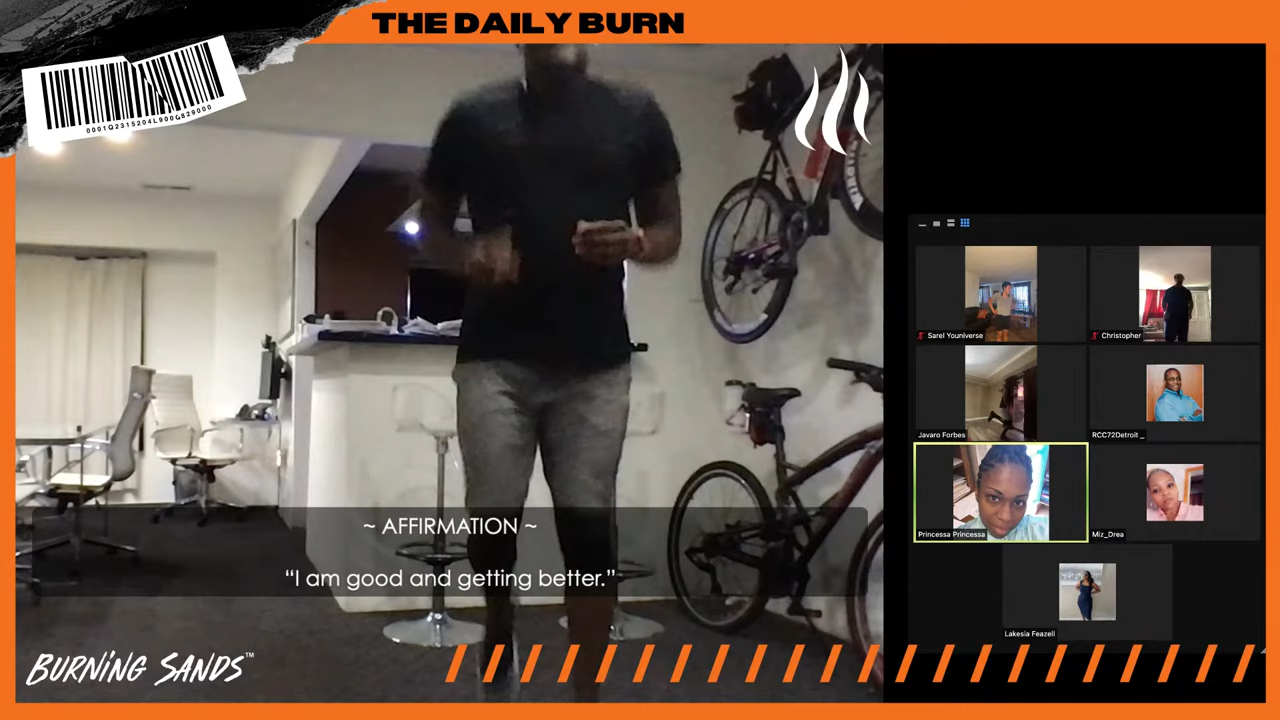 THE DAILY BURN
0001Q2315204L900G829000
Sarel Youniverse
Christopher
Javaro Forbes
RCC72Detroit _
Princessa Princessa
Miz_Drea
Lakesia Feazell
~ AFFIRMATION ~
“I am good and getting better.”
BURNING SANDS™